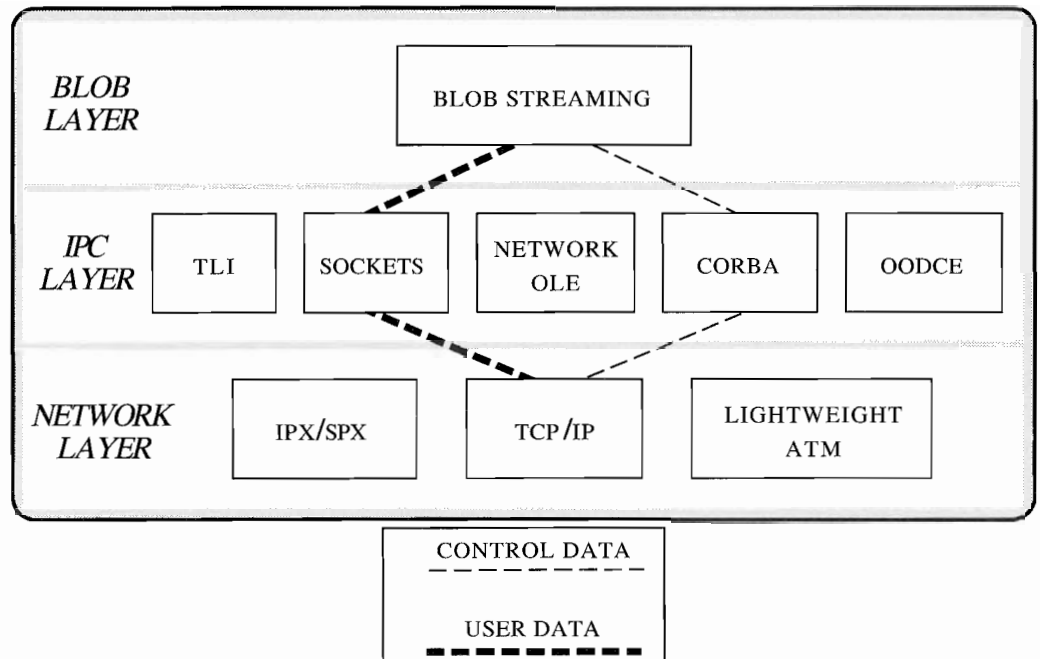 BLOB
LAYER
BLOB STREAMING
IPC
LAYER
TLI
SOCKETS
NETWORK
OLE
CORBA
OODCE
NETWORK
LAYER
IPX/SPX
TCP/IP
LIGHTWEIGHT
ATM
CONTROL DATA
USER DATA